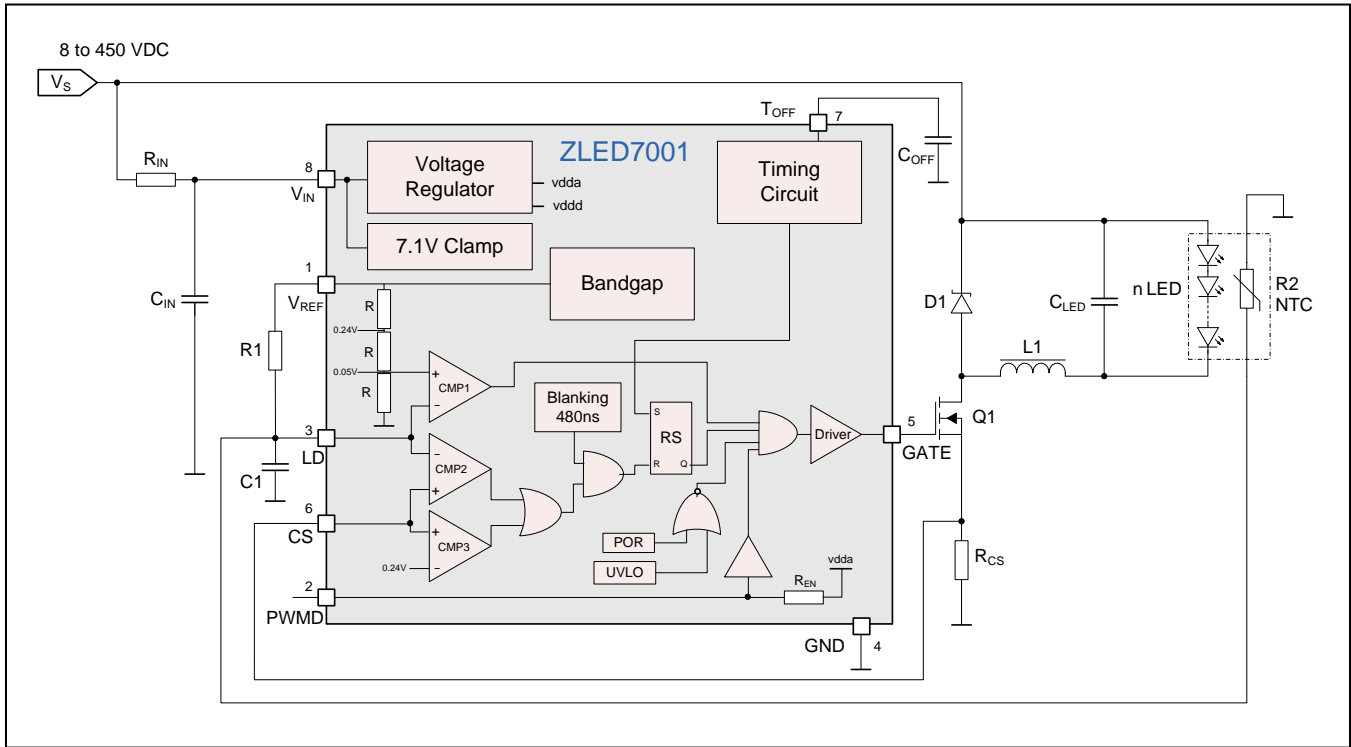 8 to 450 VDC
VS
RIN
CIN
8
VIN
1
VREF
R1
3
LD
C1
6
CS
2
PWMD
ZLED7001
Voltage
Regulator
vdda
vddd
7.1V Clamp
Bandgap
TOFF
7
COFF
Timing
Circuit
R
0.24V
R
0.05V
R
+
CMP1
−
−
CMP2
+
+
CMP3
0.24V
−
Blanking
480ns
S
RS
R
Q
POR
UVLO
REN
vdda
Driver
5
GATE
GND
4
D1
L1
Q1
RCS
CLED
n LED
R2
NTC